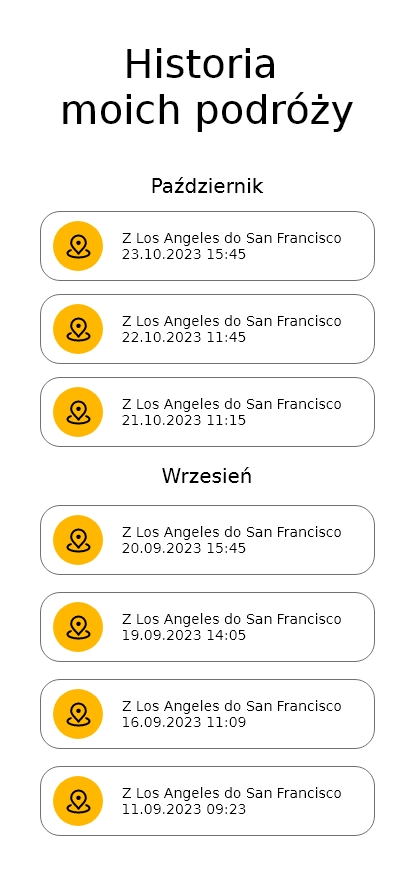 Historia
moich podróży
Październik
Z Los Angeles do San Francisco
23.10.2023 15:45
Z Los Angeles do San Francisco
22.10.2023 11:45
Z Los Angeles do San Francisco
21.10.2023 11:15
Wrzesień
Z Los Angeles do San Francisco
20.09.2023 15:45
Z Los Angeles do San Francisco
19.09.2023 14:05
Z Los Angeles do San Francisco
16.09.2023 11:09
Z Los Angeles do San Francisco
11.09.2023 09:23